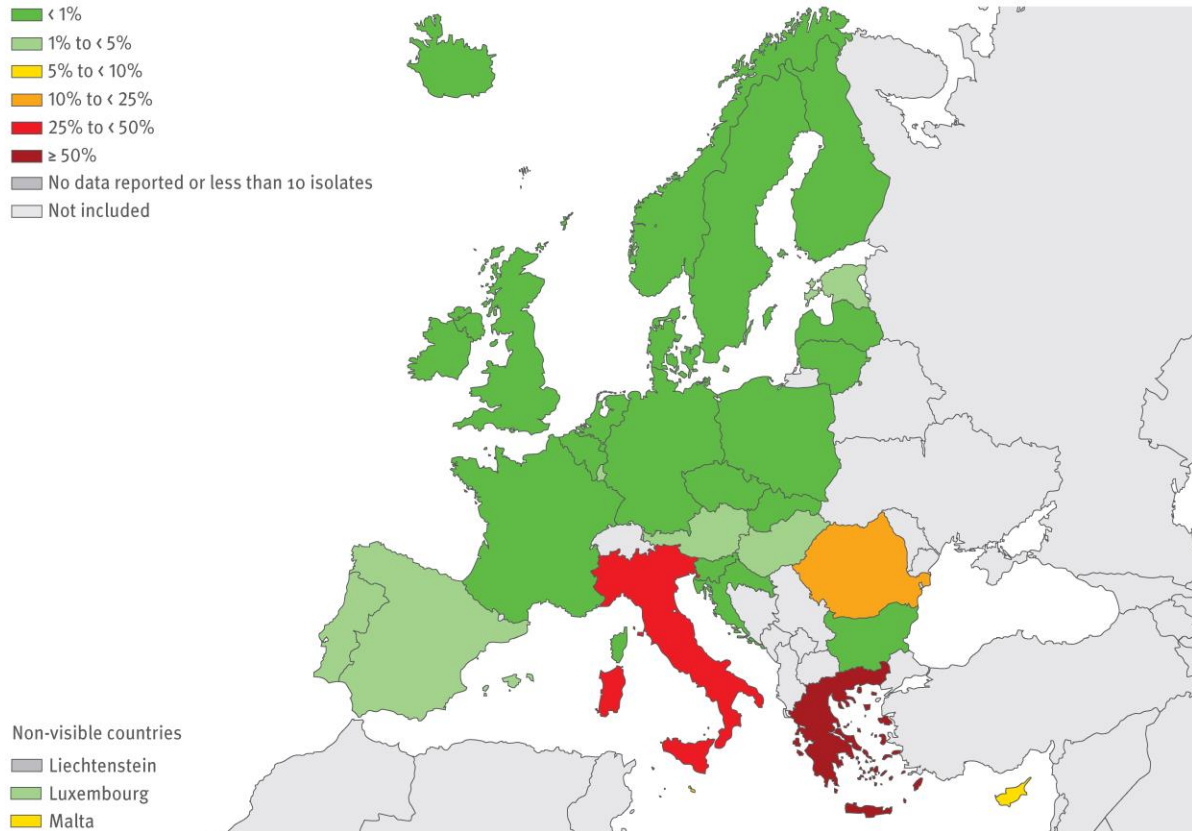 < 1%
1% to < 5%
5% to < 10%
10% to < 25%
25% to < 50%
≥ 50%
No data reported or less than 10 isolates
Not included
Non-visible countries
Liechtenstein
Luxembourg
Malta